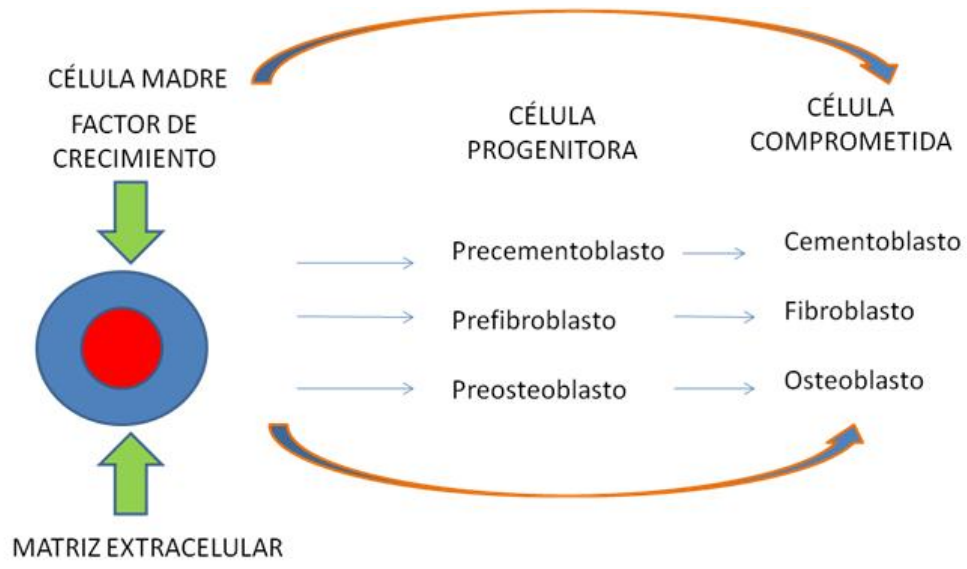 CÉLULA MADRE
FACTOR DE
CRECIMIENTO
CÉLULA
PROGENITORA
CÉLULA
COMPROMETIDA
Precementoblasto
Cementoblasto
Prefibroblasto
Fibroblasto
Preosteoblasto
Osteoblasto
MATRIZ EXTRACELULAR